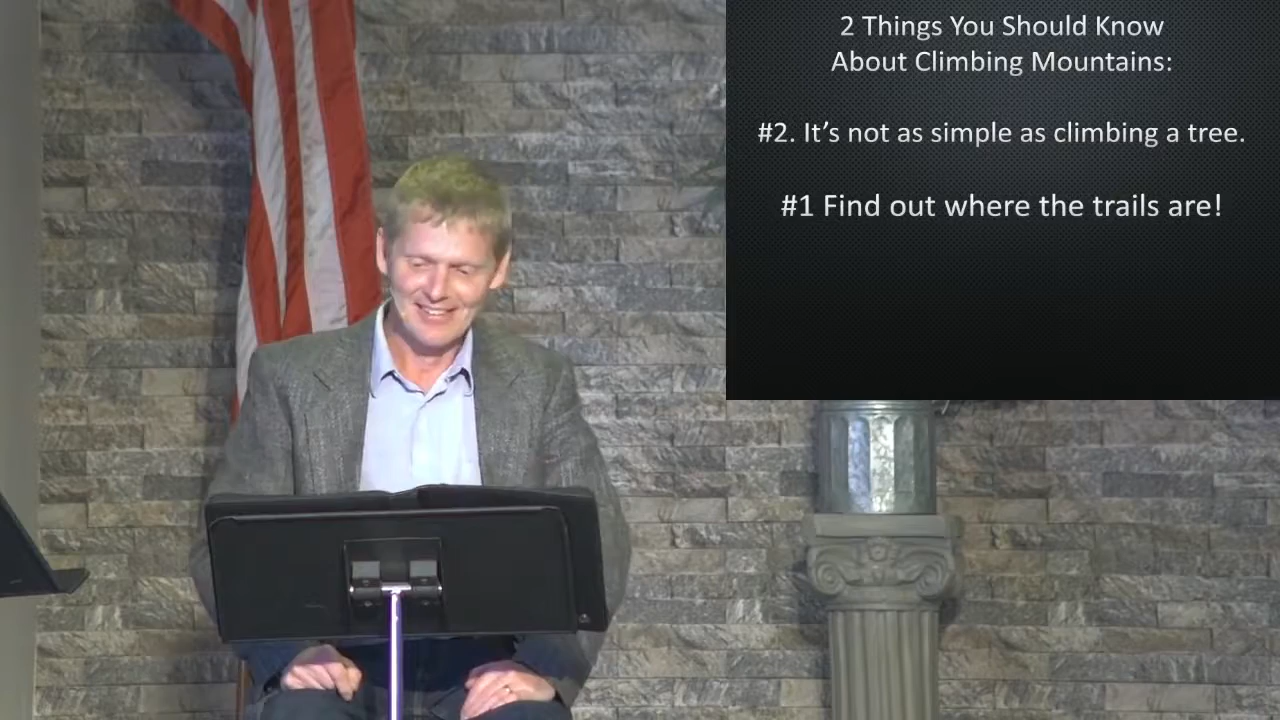 2 Things You Should Know
About Climbing Mountains:
#2. It’s not as simple as climbing a tree.
#1 Find out where the trails are!